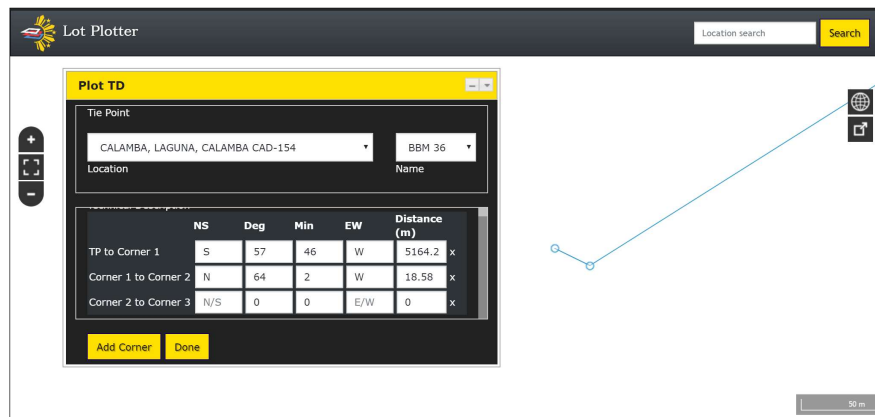 Lot Plotter
Location search
Search
Plot TD
Tie Point
CALAMBA, LAGUNA, CALAMBA CAD-154
BBM 36
Location
Name
Technical Description
NS Deg Min EW Distance (m)
TP to Corner 1 S 57 46 W 5164.2 x
Corner 1 to Corner 2 N 64 2 W 18.58 x
Corner 2 to Corner 3 N/S 0 0 E/W 0 x
Add Corner Done
50 m